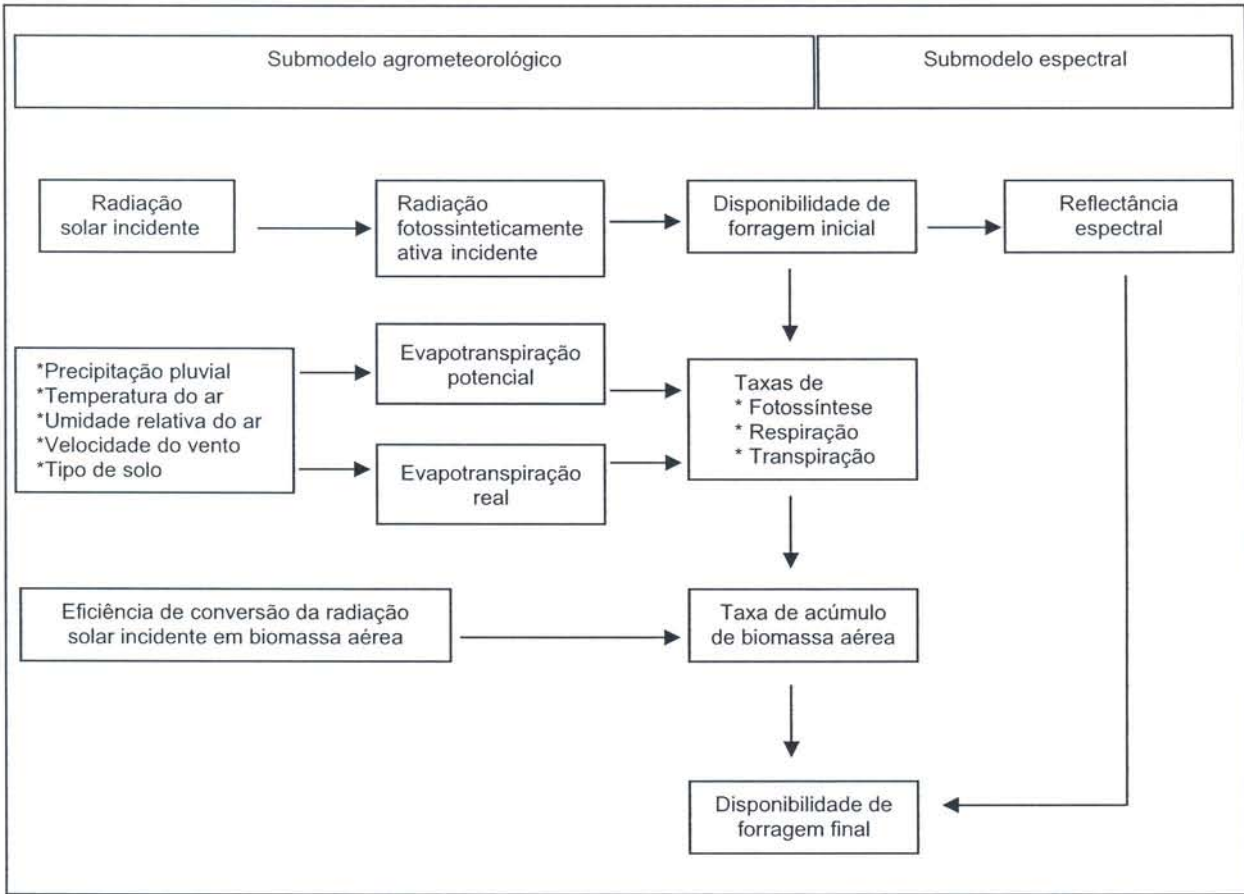 Submodelo agrometeorológico
Submodelo espectral
Radiação
solar incidente
Radiação
fotossinteticamente
ativa incidente
Disponibilidade de
forragem inicial
Reflectância
espectral
*Precipitação pluvial
*Temperatura do ar
*Umidade relativa do ar
*Velocidade do vento
*Tipo de solo
Evapotranspiração
potencial
Evapotranspiração
real
Taxas de
* Fotossíntese
* Respiração
* Transpiração
Eficiência de conversão da radiação
solar incidente em biomassa aérea
Taxa de acúmulo
de biomassa aérea
Disponibilidade de
forragem final